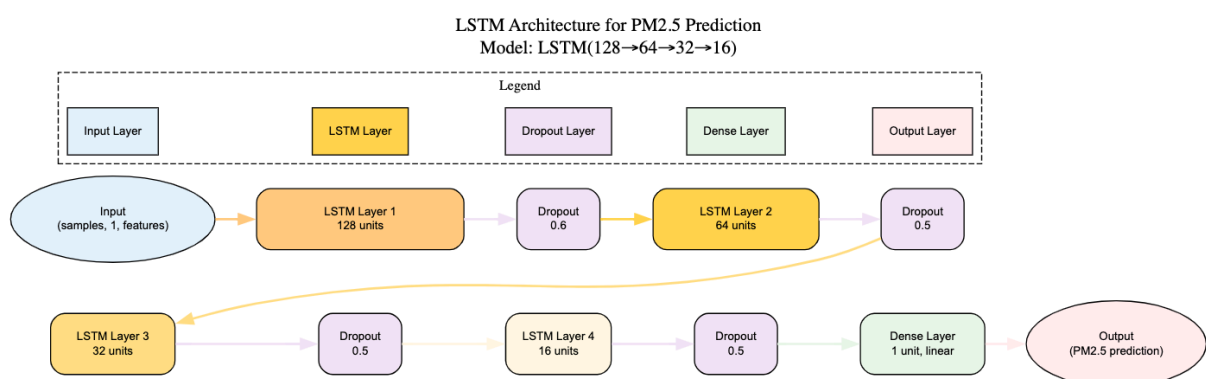 LSTM Architecture for PM2.5 Prediction
Model: LSTM(128→64→32→16)
Legend
Input Layer
LSTM Layer
Dropout Layer
Dense Layer
Output Layer
Input
(samples, 1, features)
LSTM Layer 1
128 units
Dropout
0.6
LSTM Layer 2
64 units
Dropout
0.5
LSTM Layer 3
32 units
Dropout
0.5
LSTM Layer 4
16 units
Dropout
0.5
Dense Layer
1 unit, linear
Output
(PM2.5 prediction)